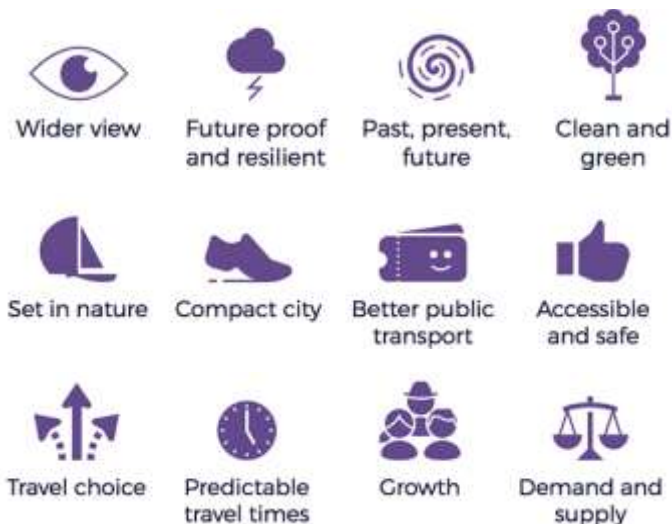 Wider view
Future proof
and resilient
Past, present,
future
Clean and
green
Set in nature
Compact city
Better public
transport
Accessible
and safe
Travel choice
Predictable
travel times
Growth
Demand and
supply